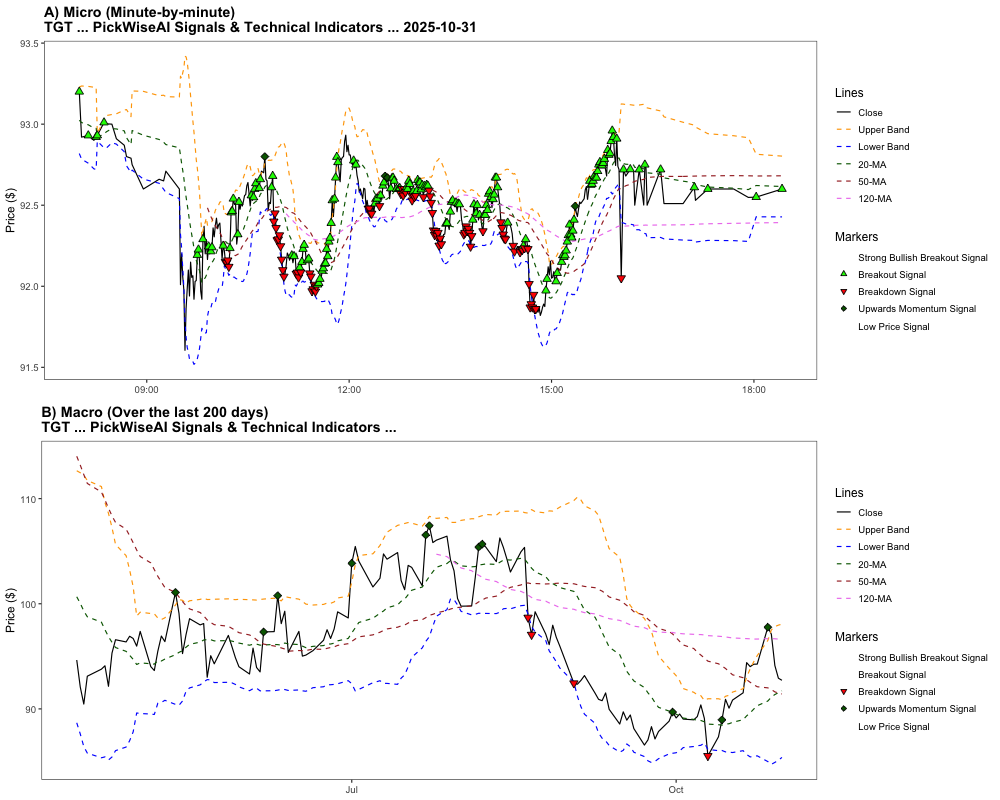 A) Micro (Minute-by-minute)
TGT ... PickWiseAI Signals & Technical Indicators ... 2025-10-31
Price ($)
93.5
93.0
92.5
92.0
91.5
09:00
12:00
15:00
18:00
Lines
Close
Upper Band
Lower Band
20-MA
50-MA
120-MA
Markers
Strong Bullish Breakout Signal
Breakout Signal
Breakdown Signal
Upwards Momentum Signal
Low Price Signal
B) Macro (Over the last 200 days)
TGT ... PickWiseAI Signals & Technical Indicators ...
Price ($)
110
100
90
Jul
Oct
Lines
Close
Upper Band
Lower Band
20-MA
50-MA
120-MA
Markers
Strong Bullish Breakout Signal
Breakout Signal
Breakdown Signal
Upwards Momentum Signal
Low Price Signal